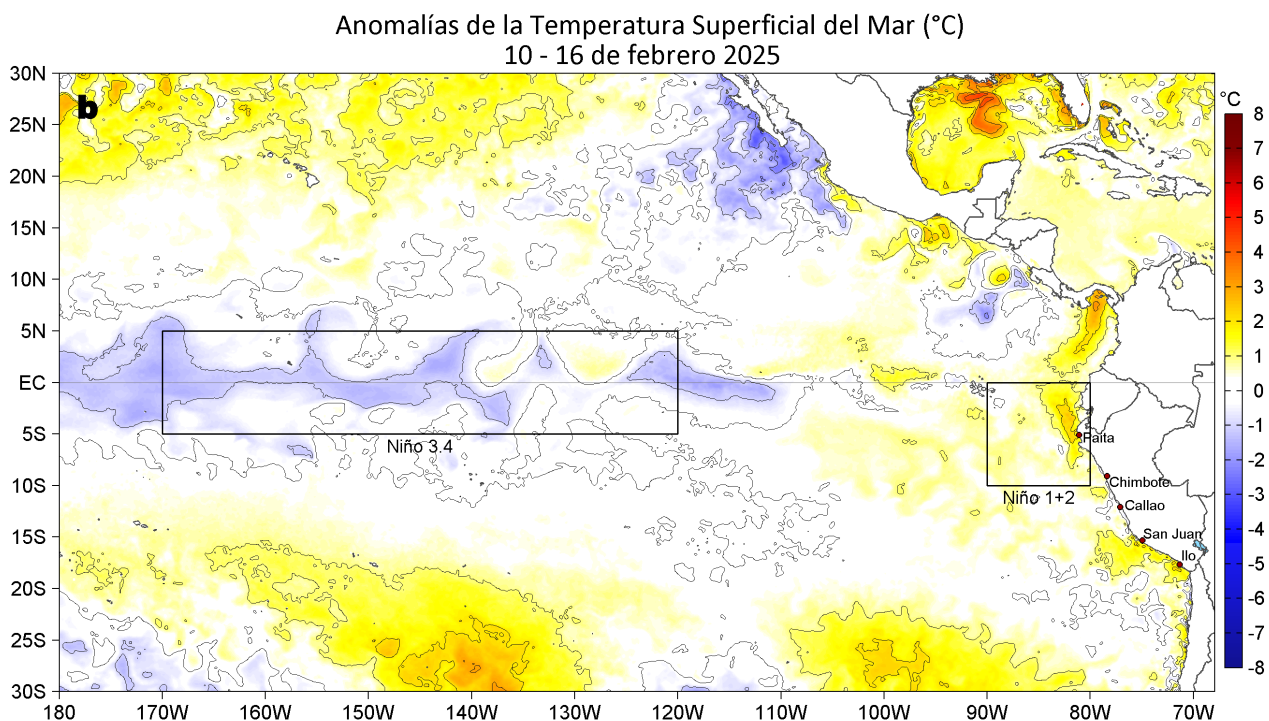 Anomalías de la Temperatura Superficial del Mar (°C)
10 - 16 de febrero 2025
b
30N
25N
20N
15N
10N
5N
EC
5S
10S
15S
20S
25S
30S
180
170W
160W
150W
140W
130W
120W
110W
100W
90W
80W
70W
Niño 3.4
Niño 1+2
Paita
Chimbote
Callao
San Juan
Ilo
°C
8
7
6
5
4
3
2
1
0
-1
-2
-3
-4
-5
-6
-7
-8